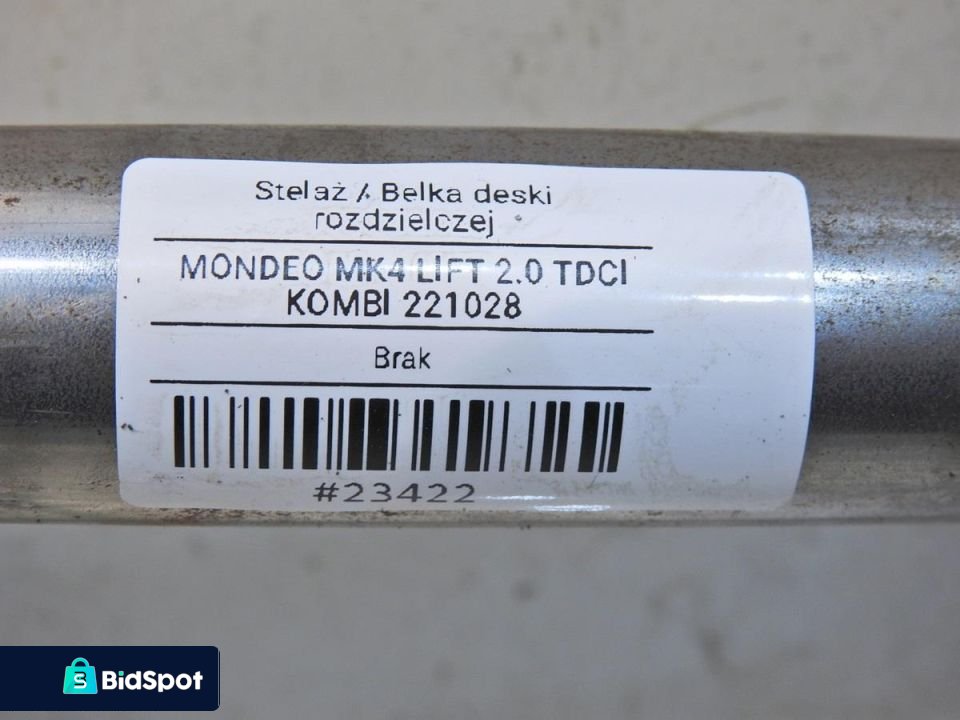 Stelaż / Belka deski
rozdzielczej
MONDEO MK4 LIFT 2.0 TDCI
KOMBI 221028
Brak
#23422
BidSpot